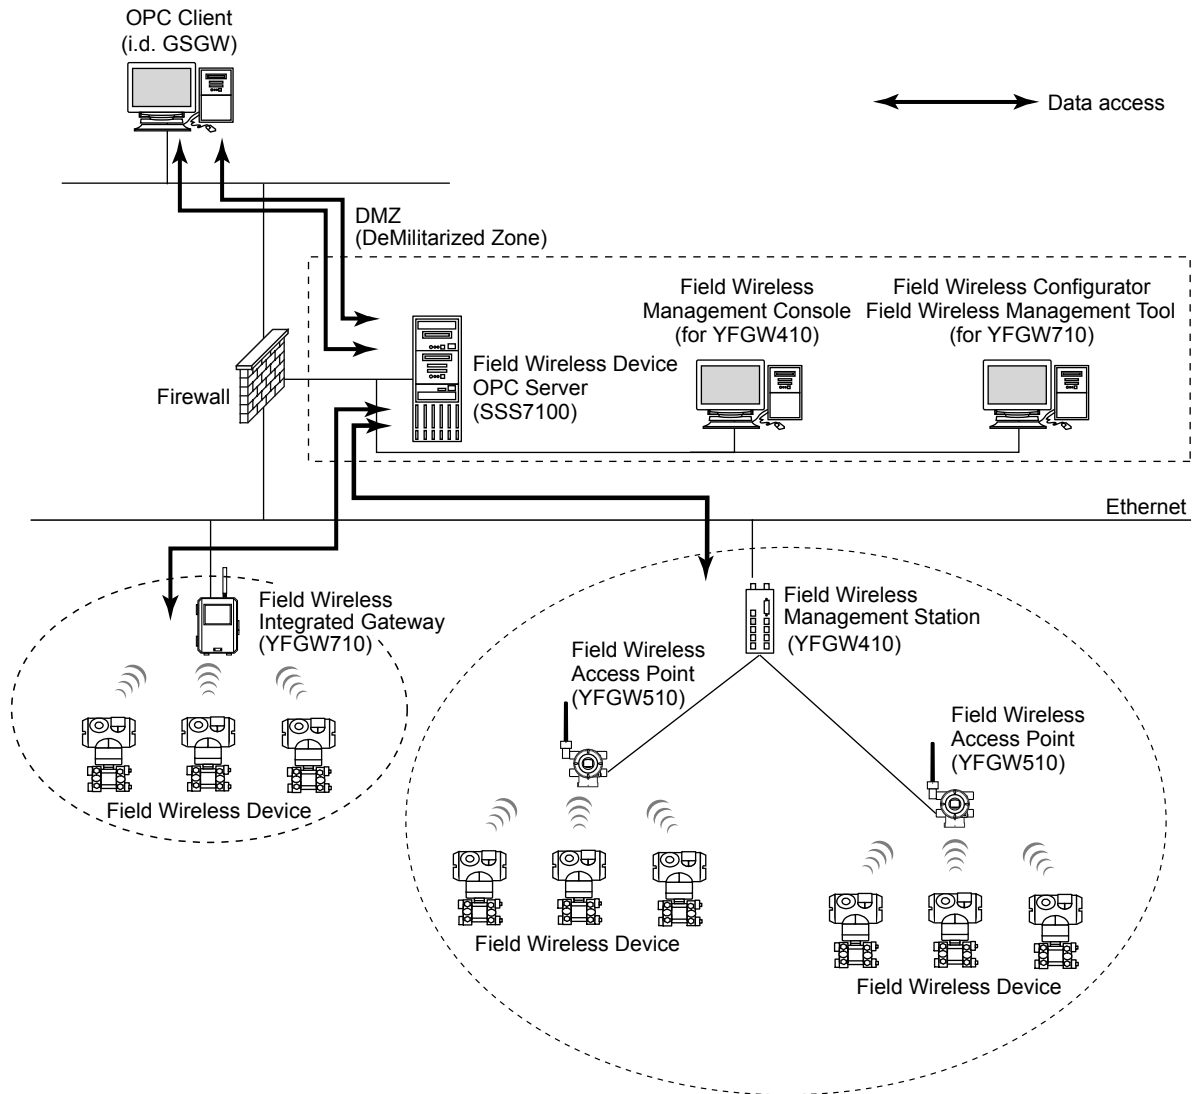 OPC Client
(i.d. GSGW)
Data access
DMZ
(DeMilitarized Zone)
Field Wireless
Management Console
(for YFGW410)
Field Wireless Configurator
Field Wireless Management Tool
(for YFGW710)
Field Wireless Device
OPC Server
(SSS7100)
Firewall
Ethernet
Field Wireless
Integrated Gateway
(YFGW710)
Field Wireless
Management Station
(YFGW410)
Field Wireless
Access Point
(YFGW510)
Field Wireless
Access Point
(YFGW510)
Field Wireless Device
Field Wireless Device
Field Wireless Device